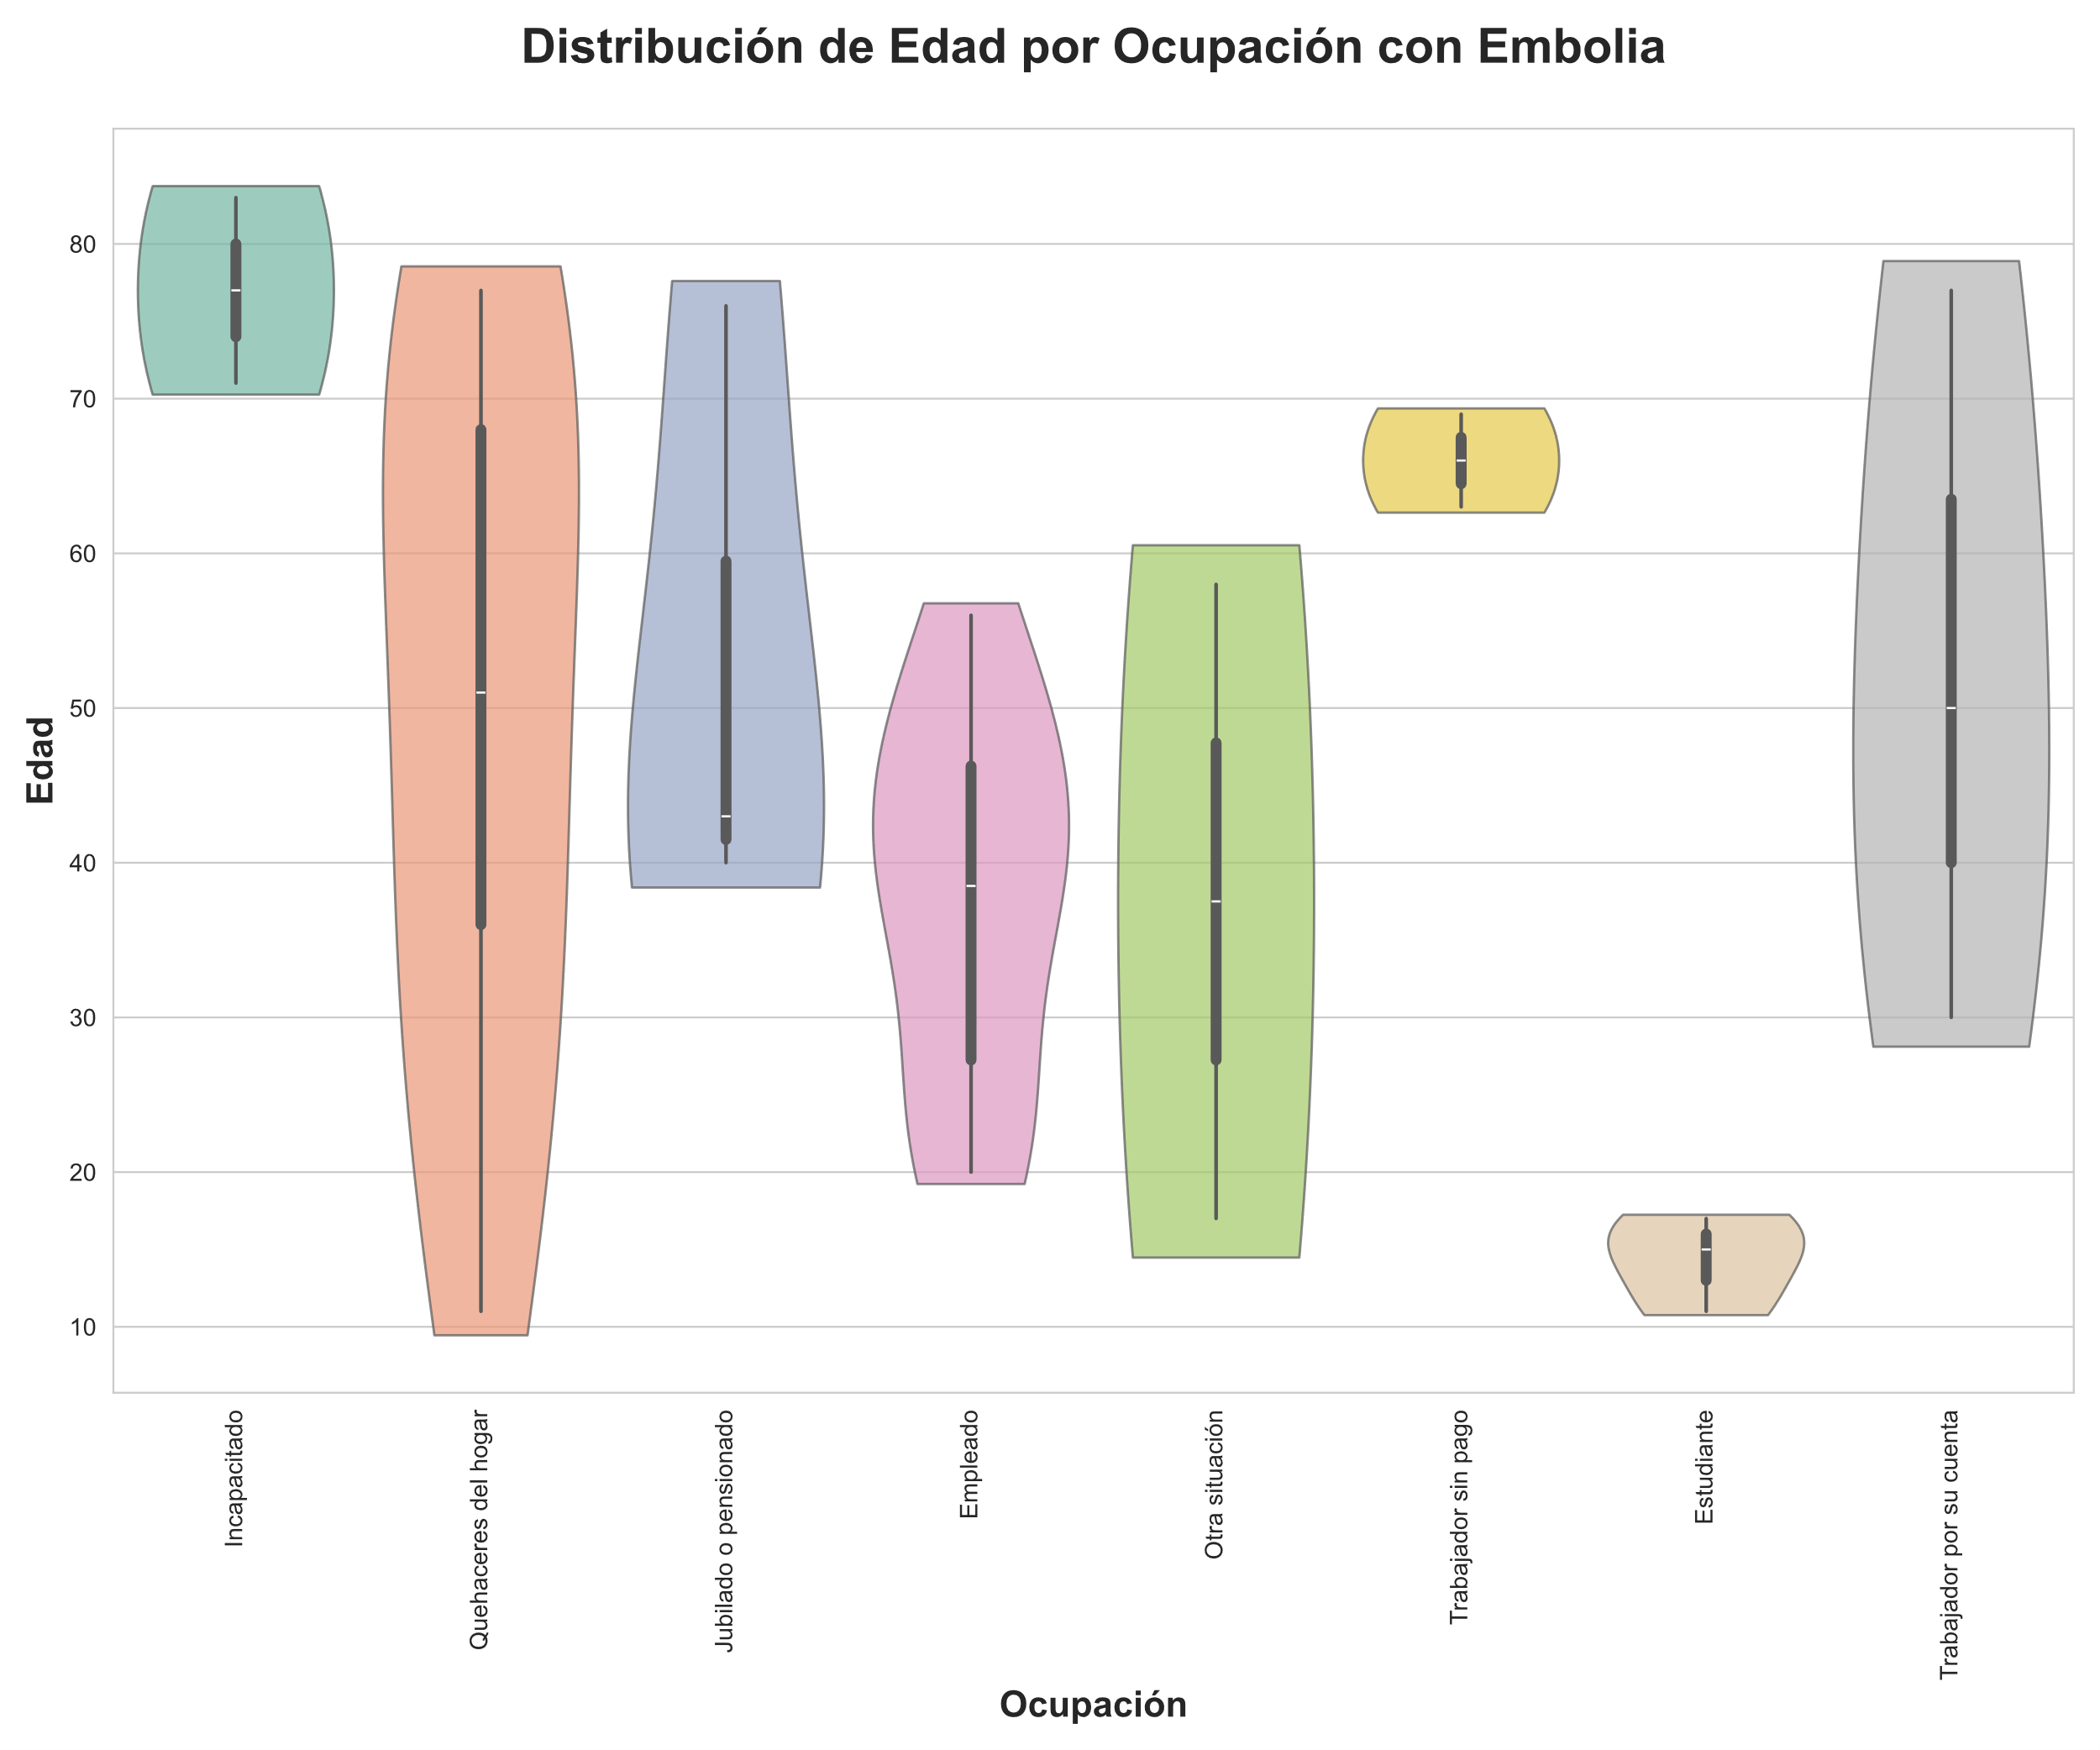 Distribución de Edad por Ocupación con Embolia
Edad
80
70
60
50
40
30
20
10
Incapacitado
Quehaceres del hogar
Jubilado o pensionado
Empleado
Otra situación
Trabajador sin pago
Estudiante
Trabajador por su cuenta
Ocupación